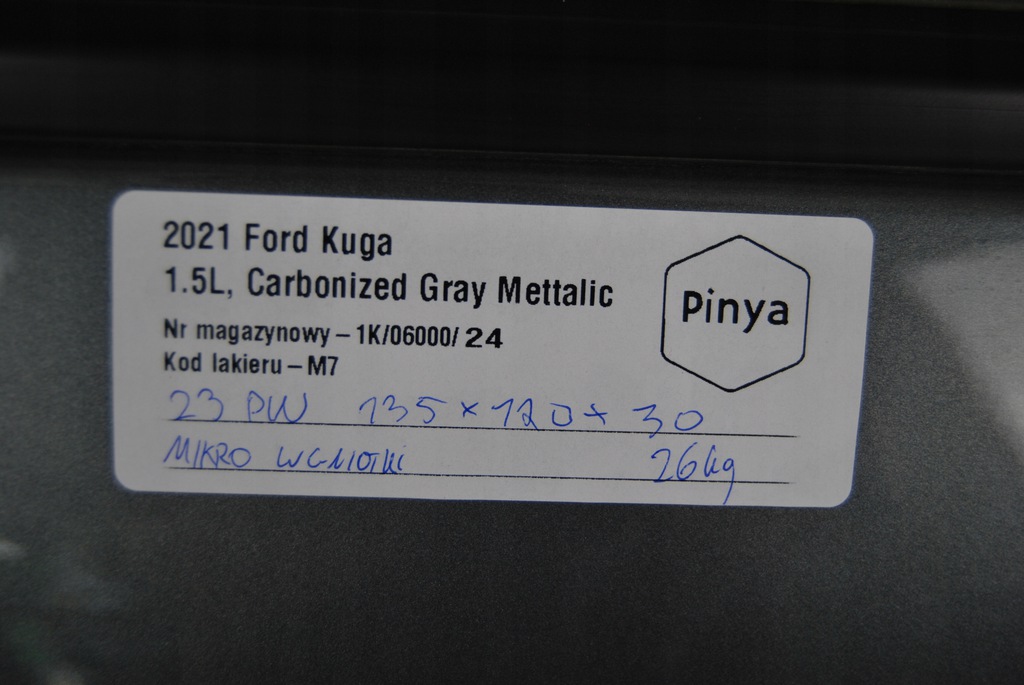 2021 Ford Kuga
1.5L, Carbonized Gray Mettalic
Pinya
Nr magazynowy – 1K/06000/ 24
Kod lakieru – M7
23 PW 135 x 120 x 30
MIKRO WGNIOTKI 26kg